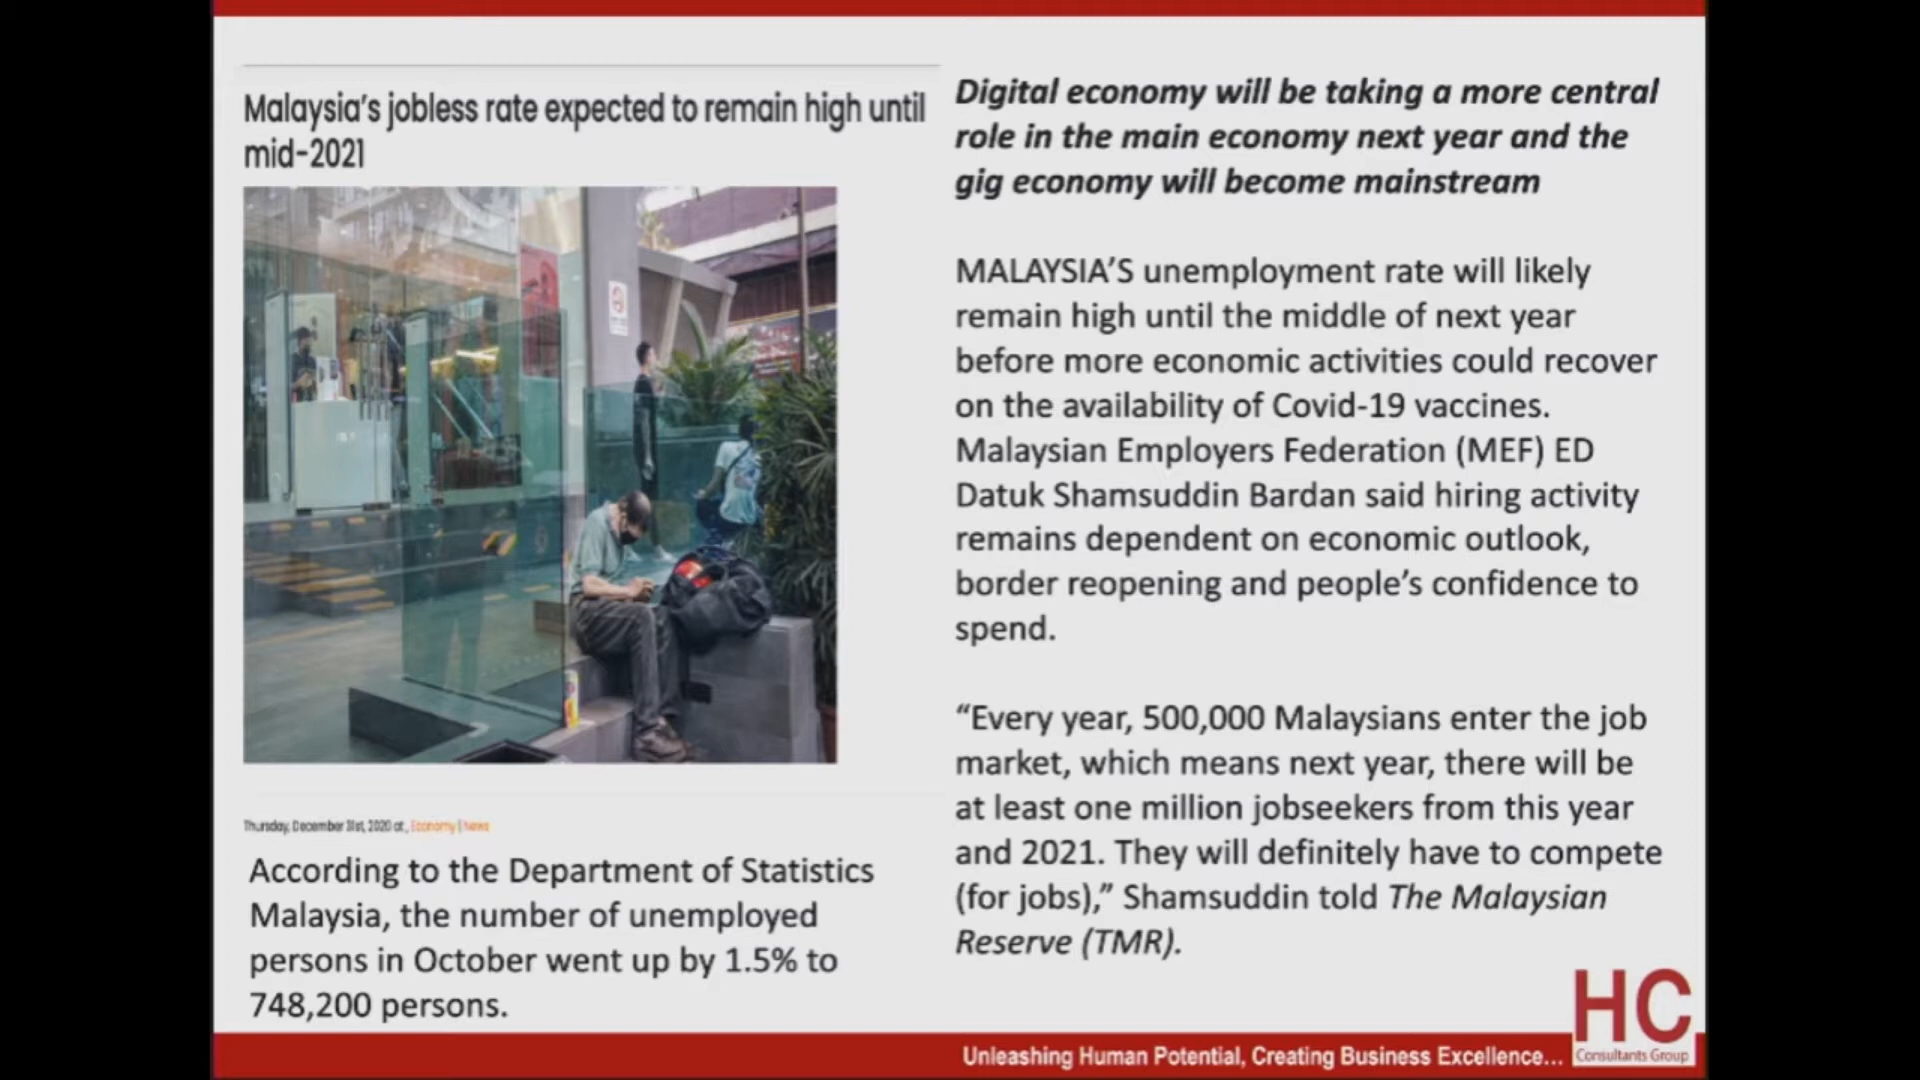 Malaysia's jobless rate expected to remain high until
mid-2021
Thursday, December 31st, 2020 at , Economy | News
According to the Department of Statistics
Malaysia, the number of unemployed
persons in October went up by 1.5% to
748,200 persons.
Digital economy will be taking a more central
role in the main economy next year and the
gig economy will become mainstream
MALAYSIA'S unemployment rate will likely
remain high until the middle of next year
before more economic activities could recover
on the availability of Covid-19 vaccines.
Malaysian Employers Federation (MEF) ED
Datuk Shamsuddin Bardan said hiring activity
remains dependent on economic outlook,
border reopening and people's confidence to
spend.
“Every year, 500,000 Malaysians enter the job
market, which means next year, there will be
at least one million jobseekers from this year
and 2021. They will definitely have to compete
(for jobs),” Shamsuddin told The Malaysian
Reserve (TMR).
HC
Consultants Group
Unleashing Human Potential, Creating Business Excellence...